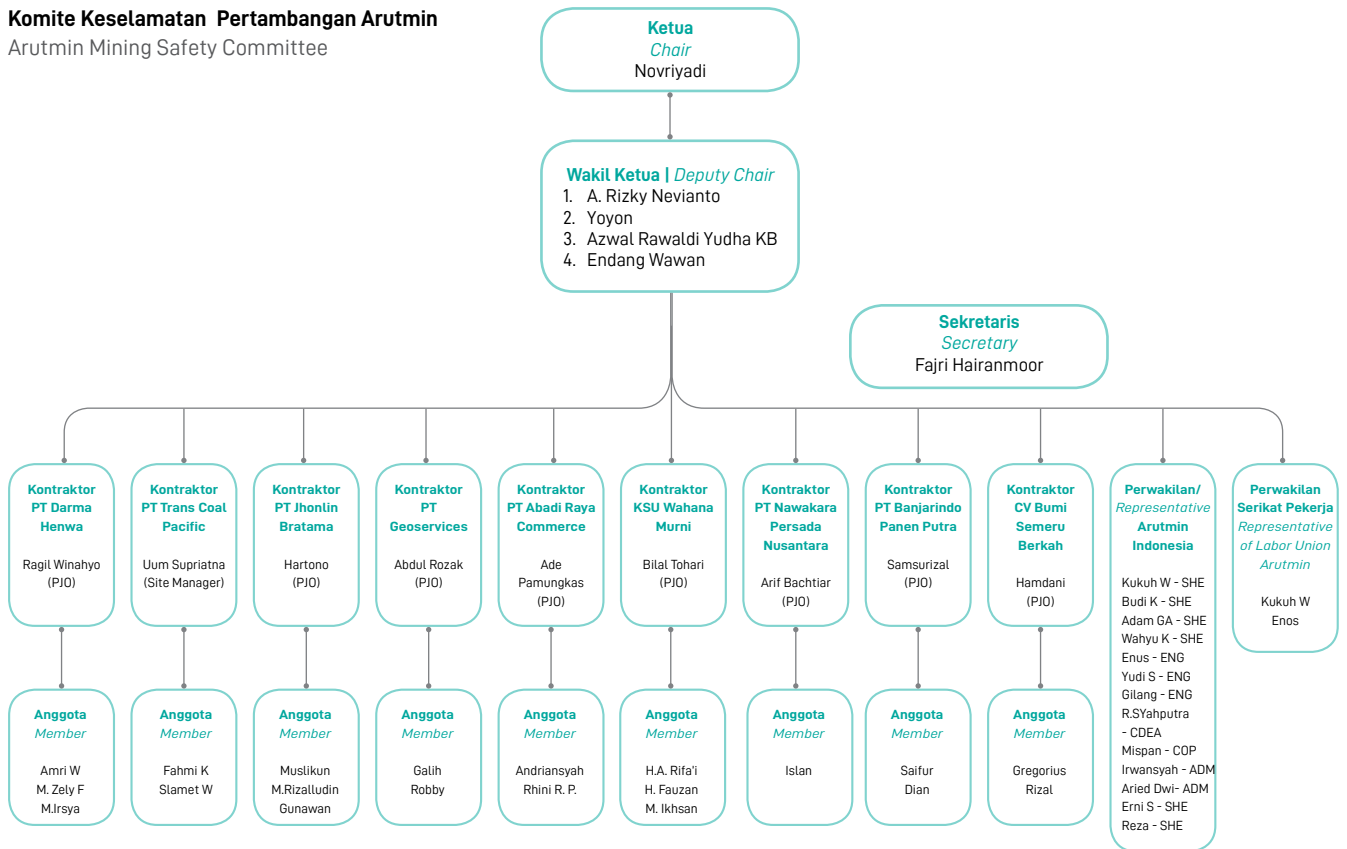 Komite Keselamatan Pertambangan Arutmin
Arutmin Mining Safety Committee
Ketua
Chair
Novriyadi
Wakil Ketua | Deputy Chair
1. A. Rizky Nevianto
2. Yoyon
3. Azwal Rawaldi Yudha KB
4. Endang Wawan
Sekretaris
Secretary
Fajri Hairanmoor
Kontraktor
PT Darma
Henwa
Ragil Winahyo
(PJO)
Kontraktor
PT Trans Coal
Pacific
Uum Supriatna
(Site Manager)
Kontraktor
PT Jhonlin
Bratama
Hartono
(PJO)
Kontraktor
PT
Geoservices
Abdul Rozak
(PJO)
Kontraktor
PT Abadi Raya
Commerce
Ade
Pamungkas
(PJO)
Kontraktor
KSU Wahana
Murni
Bilal Tohari
(PJO)
Kontraktor
PT Nawakara
Persada
Nusantara
Arif Bachtiar
(PJO)
Kontraktor
PT Banjarindo
Panen Putra
Samsurizal
(PJO)
Kontraktor
CV Bumi
Semeru
Berkah
Hamdani
(PJO)
Perwakilan/
Representative
Arutmin
Indonesia
Kukuh W - SHE
Budi K - SHE
Adam GA - SHE
Wahyu K - SHE
Enus - ENG
Yudi S - ENG
Gilang - ENG
R.SYahputra
- CDEA
Mispan - COP
Irwansyah - ADM
Aried Dwi- ADM
Erni S - SHE
Reza - SHE
Perwakilan
Serikat Pekerja
Representative
of Labor Union
Arutmin
Kukuh W
Enos
Anggota
Member
Amri W
M. Zely F
M.Irsya
Anggota
Member
Fahmi K
Slamet W
Anggota
Member
Muslikun
M.Rizalludin
Gunawan
Anggota
Member
Galih
Robby
Anggota
Member
Andriansyah
Rhini R. P.
Anggota
Member
H.A. Rifa'i
H. Fauzan
M. Ikhsan
Anggota
Member
Islan
Anggota
Member
Saifur
Dian
Anggota
Member
Gregorius
Rizal